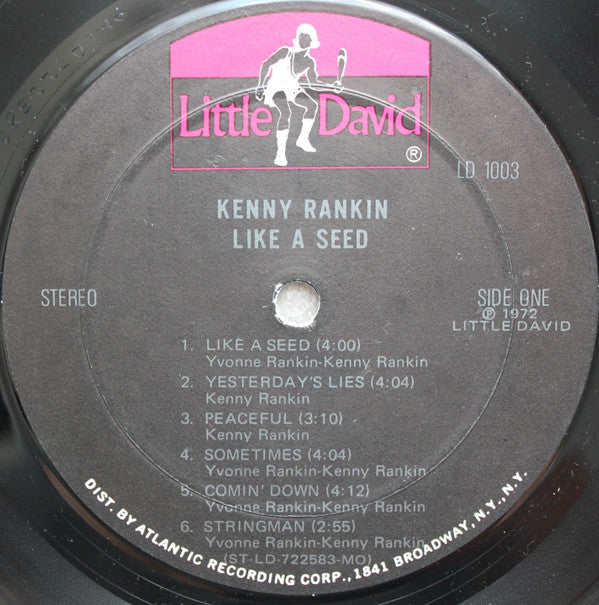 Little David
®
LD 1003
KENNY RANKIN
LIKE A SEED
STEREO
SIDE ONE
℗ 1972
LITTLE DAVID
1. LIKE A SEED (4:00)
Yvonne Rankin-Kenny Rankin
2. YESTERDAY'S LIES (4:04)
Kenny Rankin
3. PEACEFUL (3:10)
Kenny Rankin
4. SOMETIMES (4:04)
Yvonne Rankin-Kenny Rankin
5. COMIN' DOWN (4:12)
Yvonne Rankin-Kenny Rankin
6. STRINGMAN (2:55)
Yvonne Rankin-Kenny Rankin
(ST-LD-722583-MO)
DIST. BY ATLANTIC RECORDING CORP., 1841 BROADWAY, N.Y., N.Y.